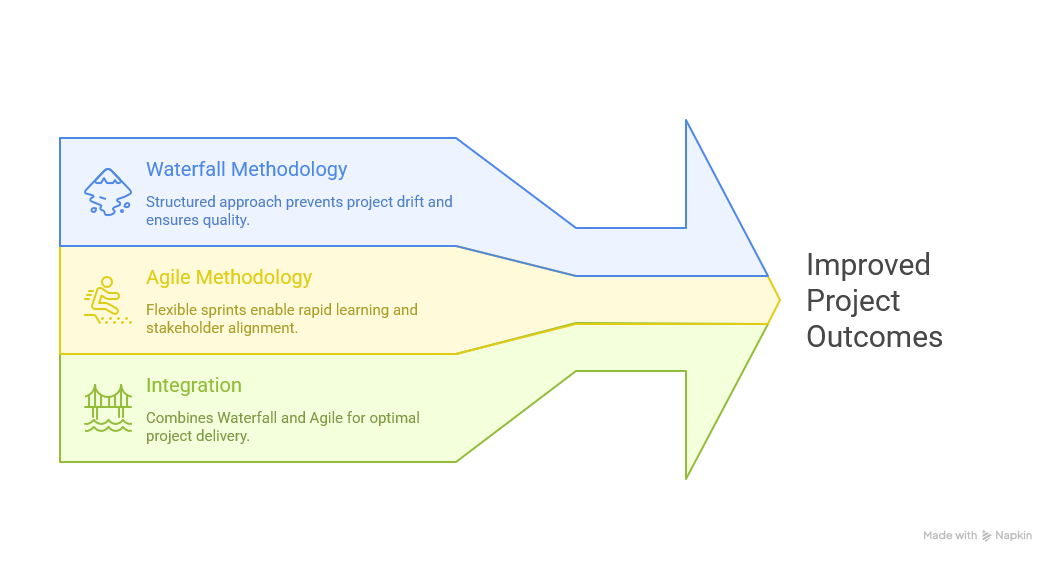 Waterfall Methodology
Structured approach prevents project drift and
ensures quality.
Agile Methodology
Flexible sprints enable rapid learning and
stakeholder alignment.
Integration
Combines Waterfall and Agile for optimal
project delivery.
Improved
Project
Outcomes
Made with Napkin